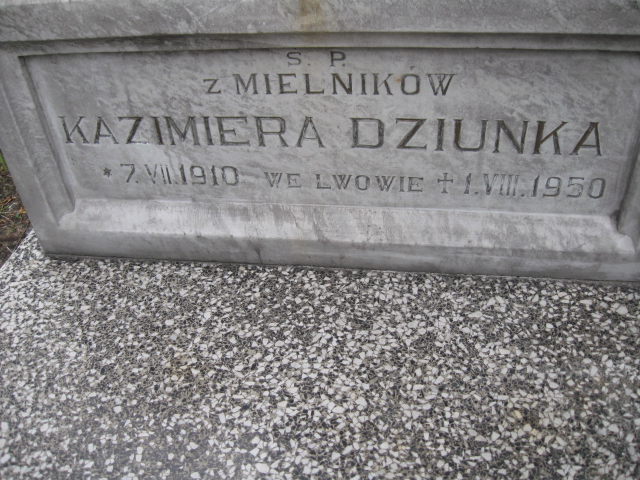 S. P.
z MIELNIKÓW
KAZIMIERA DZIUNKA
* 7.VII.1910 WE LWOWIE + 1.VIII.1950